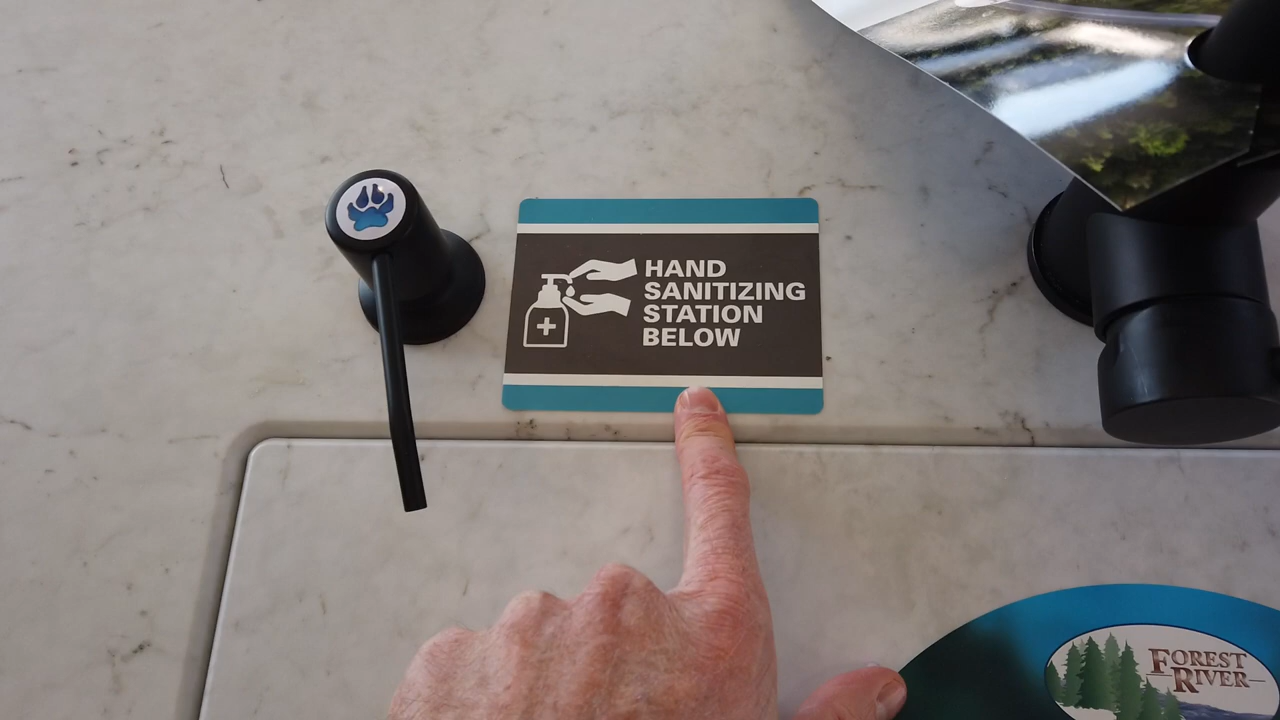 HAND
SANITIZING
STATION
BELOW
FOREST
RIVER